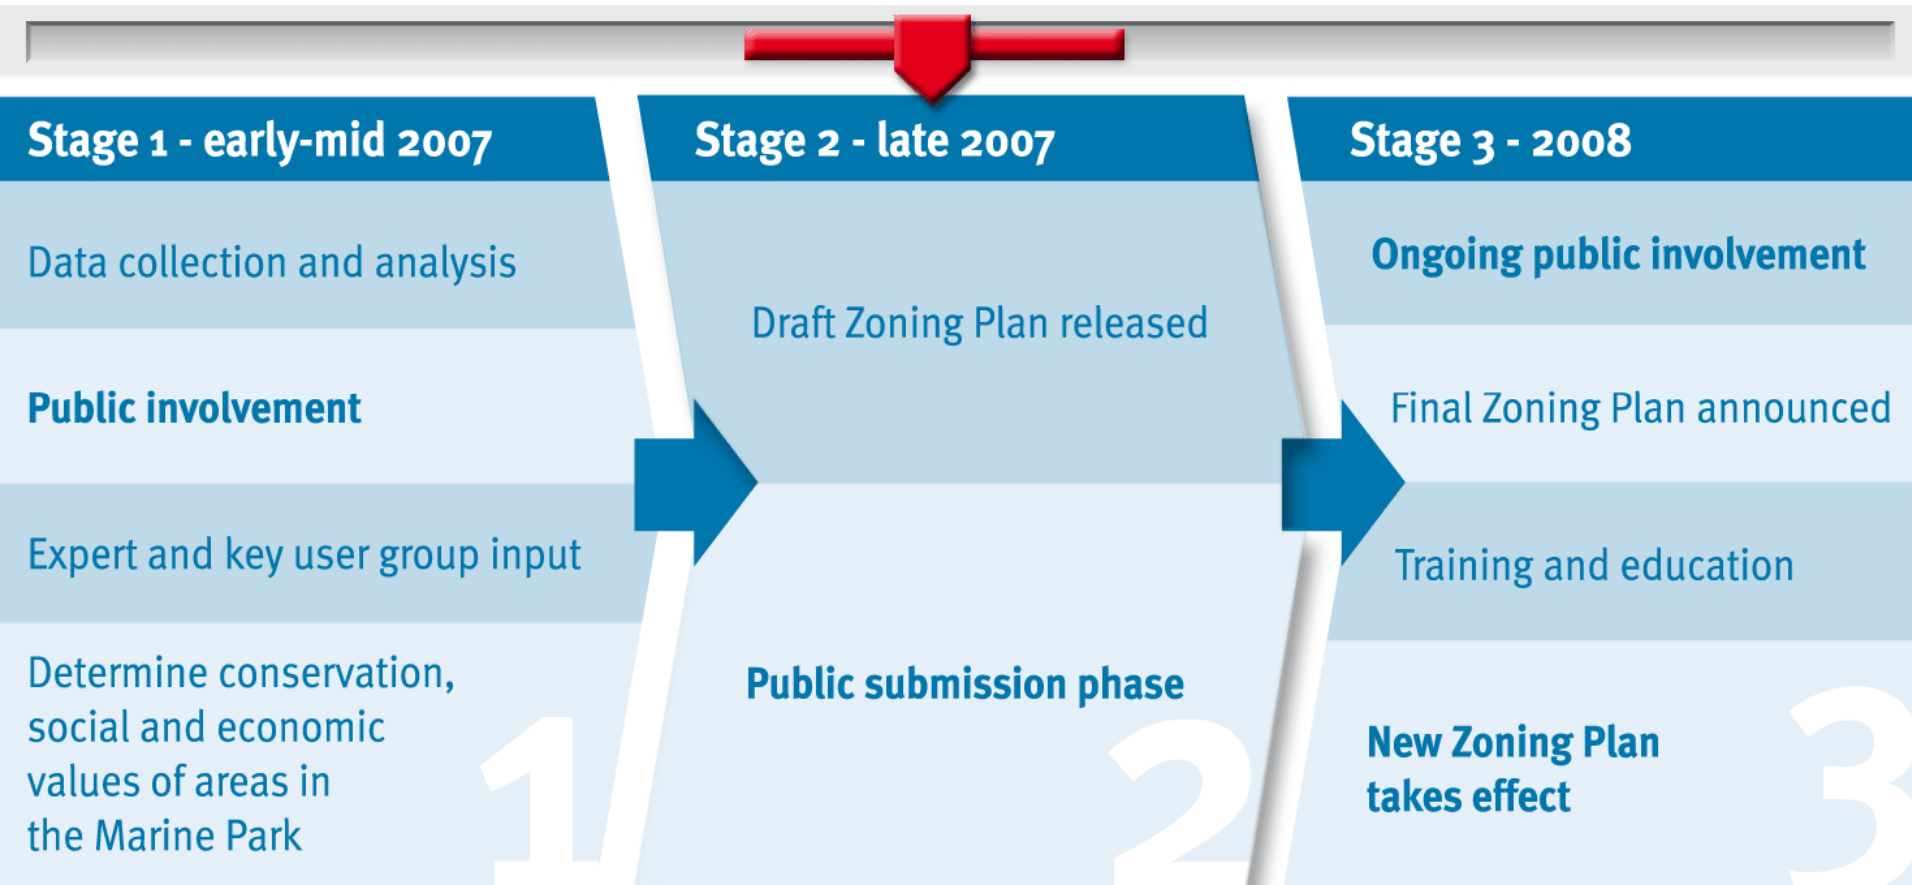 Stage 1 - early-mid 2007
Data collection and analysis
Public involvement
Expert and key user group input
Determine conservation,
social and economic
values of areas in
the Marine Park
1
Stage 2 - late 2007
Draft Zoning Plan released
Public submission phase
2
Stage 3 - 2008
Ongoing public involvement
Final Zoning Plan announced
Training and education
New Zoning Plan
takes effect
3